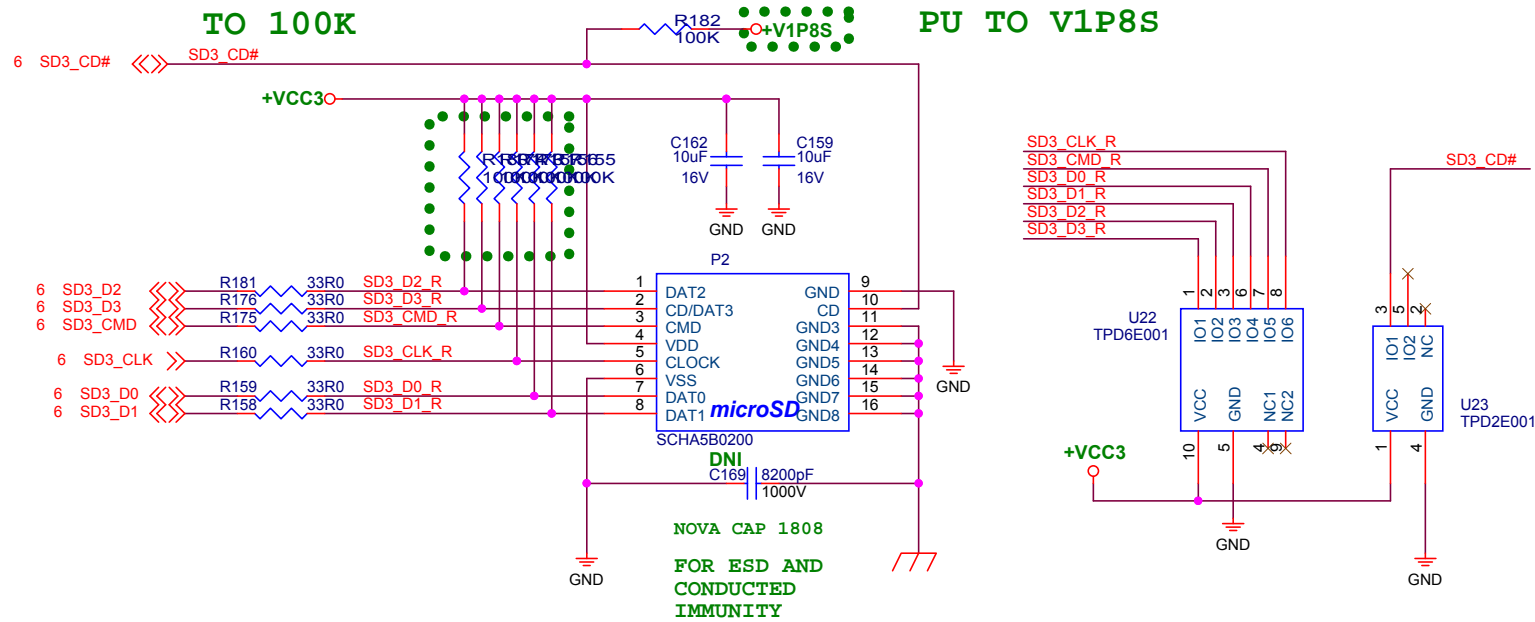 TO 100K
PU TO V1P8S
R182
100K
+V1P8S
6 SD3_CD#
SD3_CD#
+VCC3
C162
10uF
16V
C159
10uF
16V
GND
GND
P2
6 SD3_D2
R181
33R0
SD3_D2_R
6 SD3_D3
R176
33R0
SD3_D3_R
6 SD3_CMD
R175
33R0
SD3_CMD_R
6 SD3_CLK
R160
33R0
SD3_CLK_R
6 SD3_D0
R159
33R0
SD3_D0_R
6 SD3_D1
R158
33R0
SD3_D1_R
1 DAT2
2 CD/DAT3
3 CMD
4 VDD
5 CLOCK
6 VSS
7 DAT0
8 DAT1
microSD
GND 9
CD 10
GND3 11
GND4 12
GND5 13
GND6 14
GND7 15
GND8 16
SCHA5B0200
DNI
GND
C169
8200pF
1000V
NOVA CAP 1808
FOR ESD AND
CONDUCTED
IMMUNITY
GND
SD3_CLK_R
SD3_CMD_R
SD3_D0_R
SD3_D1_R
SD3_D2_R
SD3_D3_R
SD3_CD#
U22
TPD6E001
1 2 3 6 7 8
IO1 IO2 IO3 IO4 IO5 IO6
VCC GND NC1 NC2
10 5 4 9
3 5 2
IO1 IO2 NC
VCC GND
1 4
U23
TPD2E001
+VCC3
GND
GND